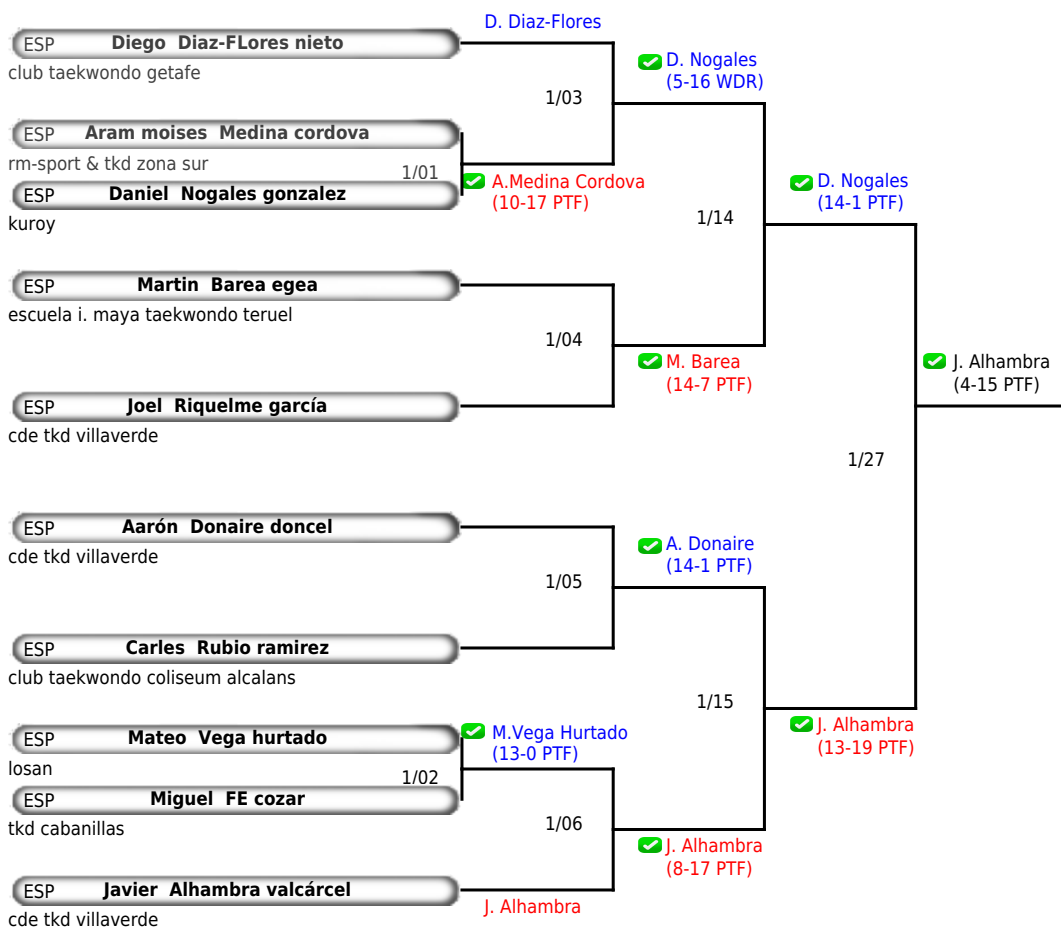 D. Diaz-Flores
ESP Diego Diaz-FLores nieto
club taekwondo getafe
D. Nogales
(5-16 WDR)
1/03
ESP Aram moises Medina cordova
rm-sport & tkd zona sur
1/01
A.Medina Cordova
(10-17 PTF)
ESP Daniel Nogales gonzalez
kuroy
D. Nogales
(14-1 PTF)
1/14
ESP Martin Barea egea
escuela i. maya taekwondo teruel
1/04
M. Barea
(14-7 PTF)
J. Alhambra
(4-15 PTF)
ESP Joel Riquelme garcía
cde tkd villaverde
1/27
ESP Aarón Donaire doncel
cde tkd villaverde
A. Donaire
(14-1 PTF)
1/05
ESP Carles Rubio ramirez
club taekwondo coliseum alcalans
1/15
ESP Mateo Vega hurtado
losan
M.Vega Hurtado
(13-0 PTF)
J. Alhambra
(13-19 PTF)
1/02
ESP Miguel FE cozar
tkd cabanillas
1/06
J. Alhambra
(8-17 PTF)
ESP Javier Alhambra valcárcel
cde tkd villaverde
J. Alhambra